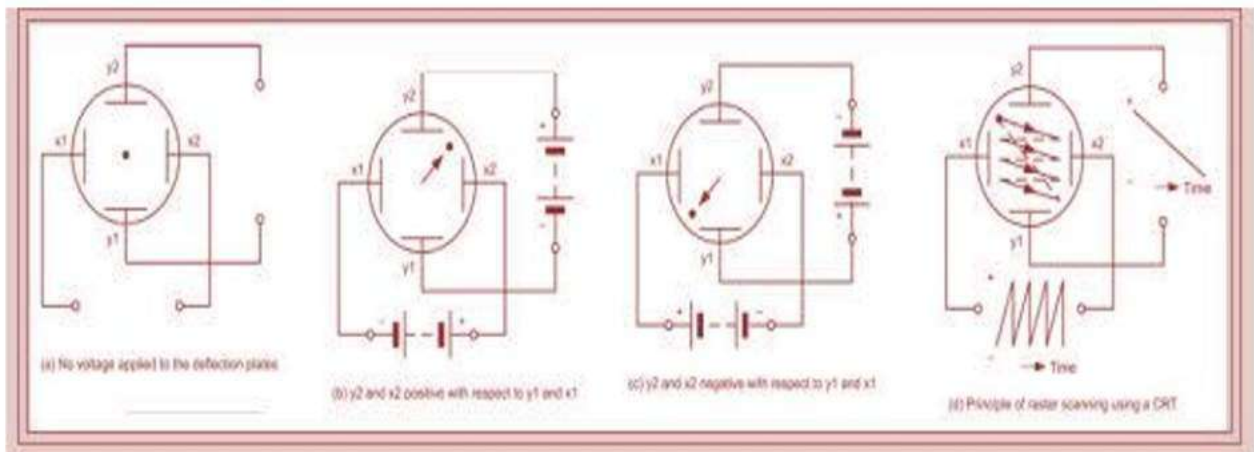 y2
x1
x2
y1
(a) No voltage applied to the deflection plates
y2
x1
x2
y1
+
-
-
+
(b) y2 and x2 positive with respect to y1 and x1
y2
x1
x2
y1
-
+
+
-
(c) y2 and x2 negative with respect to y1 and x1
y2
x1
x2
y1
+
-
Time
+
-
Time
(d) Principle of raster scanning using a CRT